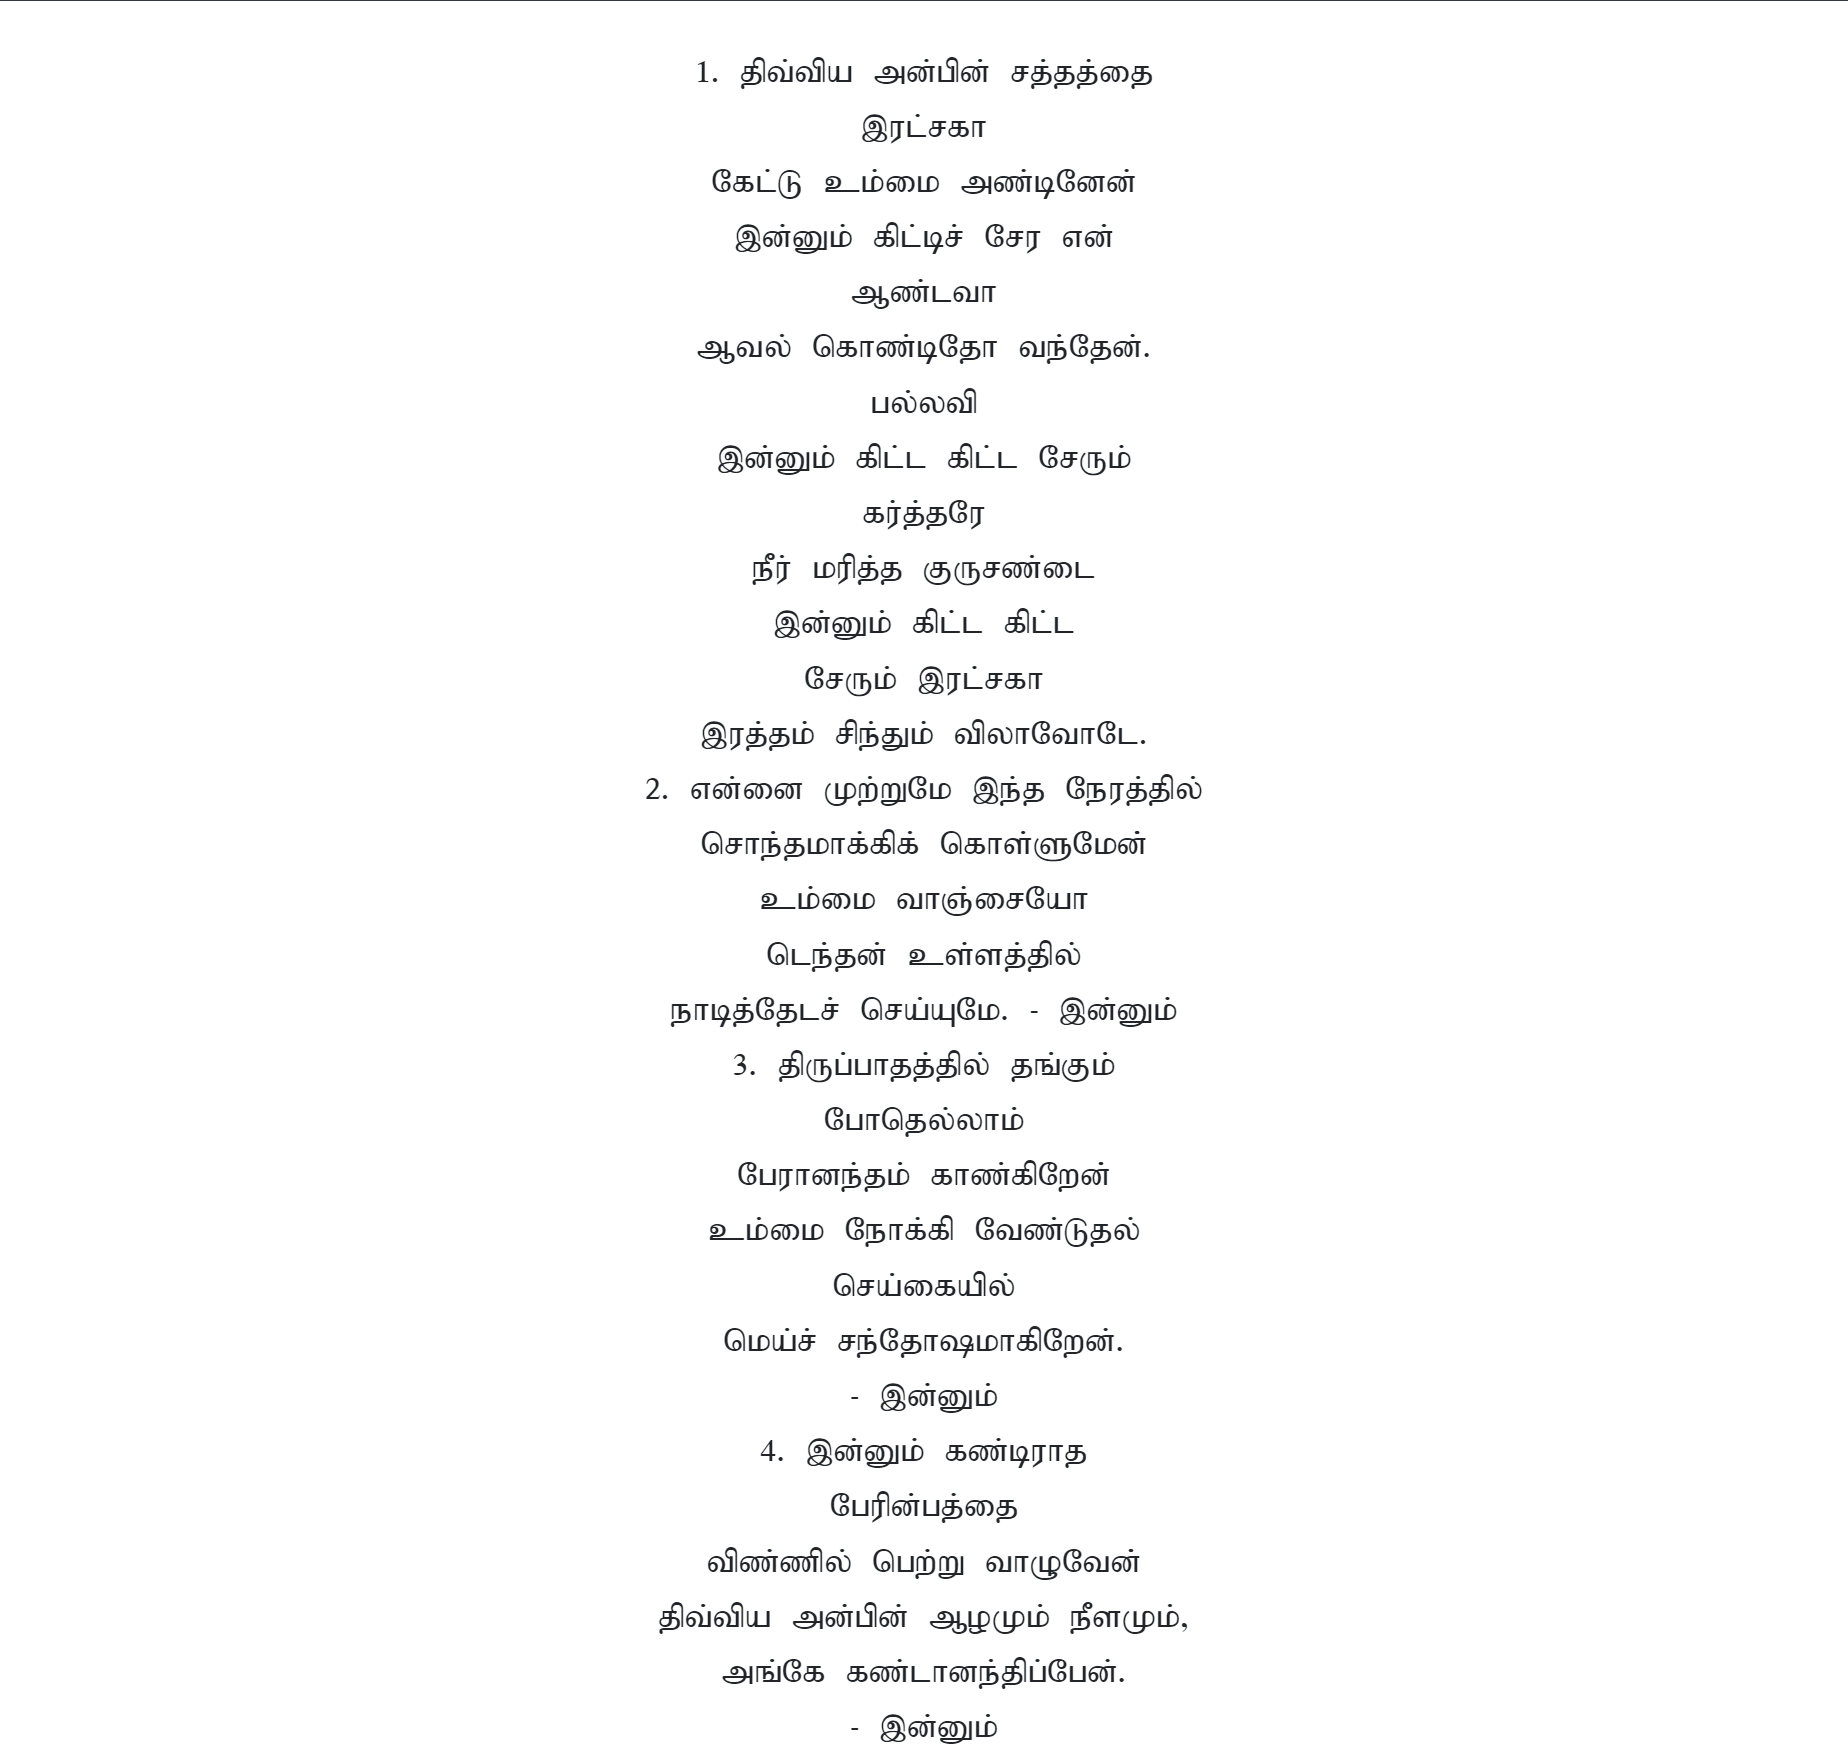 1. திவ்விய அன்பின் சத்தத்தை
இரட்சகா
கேட்டு உம்மை அண்டினேன்
இன்னும் கிட்டிச் சேர என்
ஆண்டவா
ஆவல் கொண்டிதோ வந்தேன்.
பல்லவி
இன்னும் கிட்ட கிட்ட சேரும்
கர்த்தரே
நீர் மரித்த குருசண்டை
இன்னும் கிட்ட கிட்ட
சேரும் இரட்சகா
இரத்தம் சிந்தும் விலாவோடே.
2. என்னை முற்றுமே இந்த நேரத்தில்
சொந்தமாக்கிக் கொள்ளுமேன்
உம்மை வாஞ்சையோ
டெந்தன் உள்ளத்தில்
நாடித்தேடச் செய்யுமே. - இன்னும்
3. திருப்பாதத்தில் தங்கும்
போதெல்லாம்
பேரானந்தம் காண்கிறேன்
உம்மை நோக்கி வேண்டுதல்
செய்கையில்
மெய்ச் சந்தோஷமாகிறேன்.
- இன்னும்
4. இன்னும் கண்டிராத
பேரின்பத்தை
விண்ணில் பெற்று வாழுவேன்
திவ்விய அன்பின் ஆழமும் நீளமும்,
அங்கே கண்டானந்திப்பேன்.
- இன்னும்